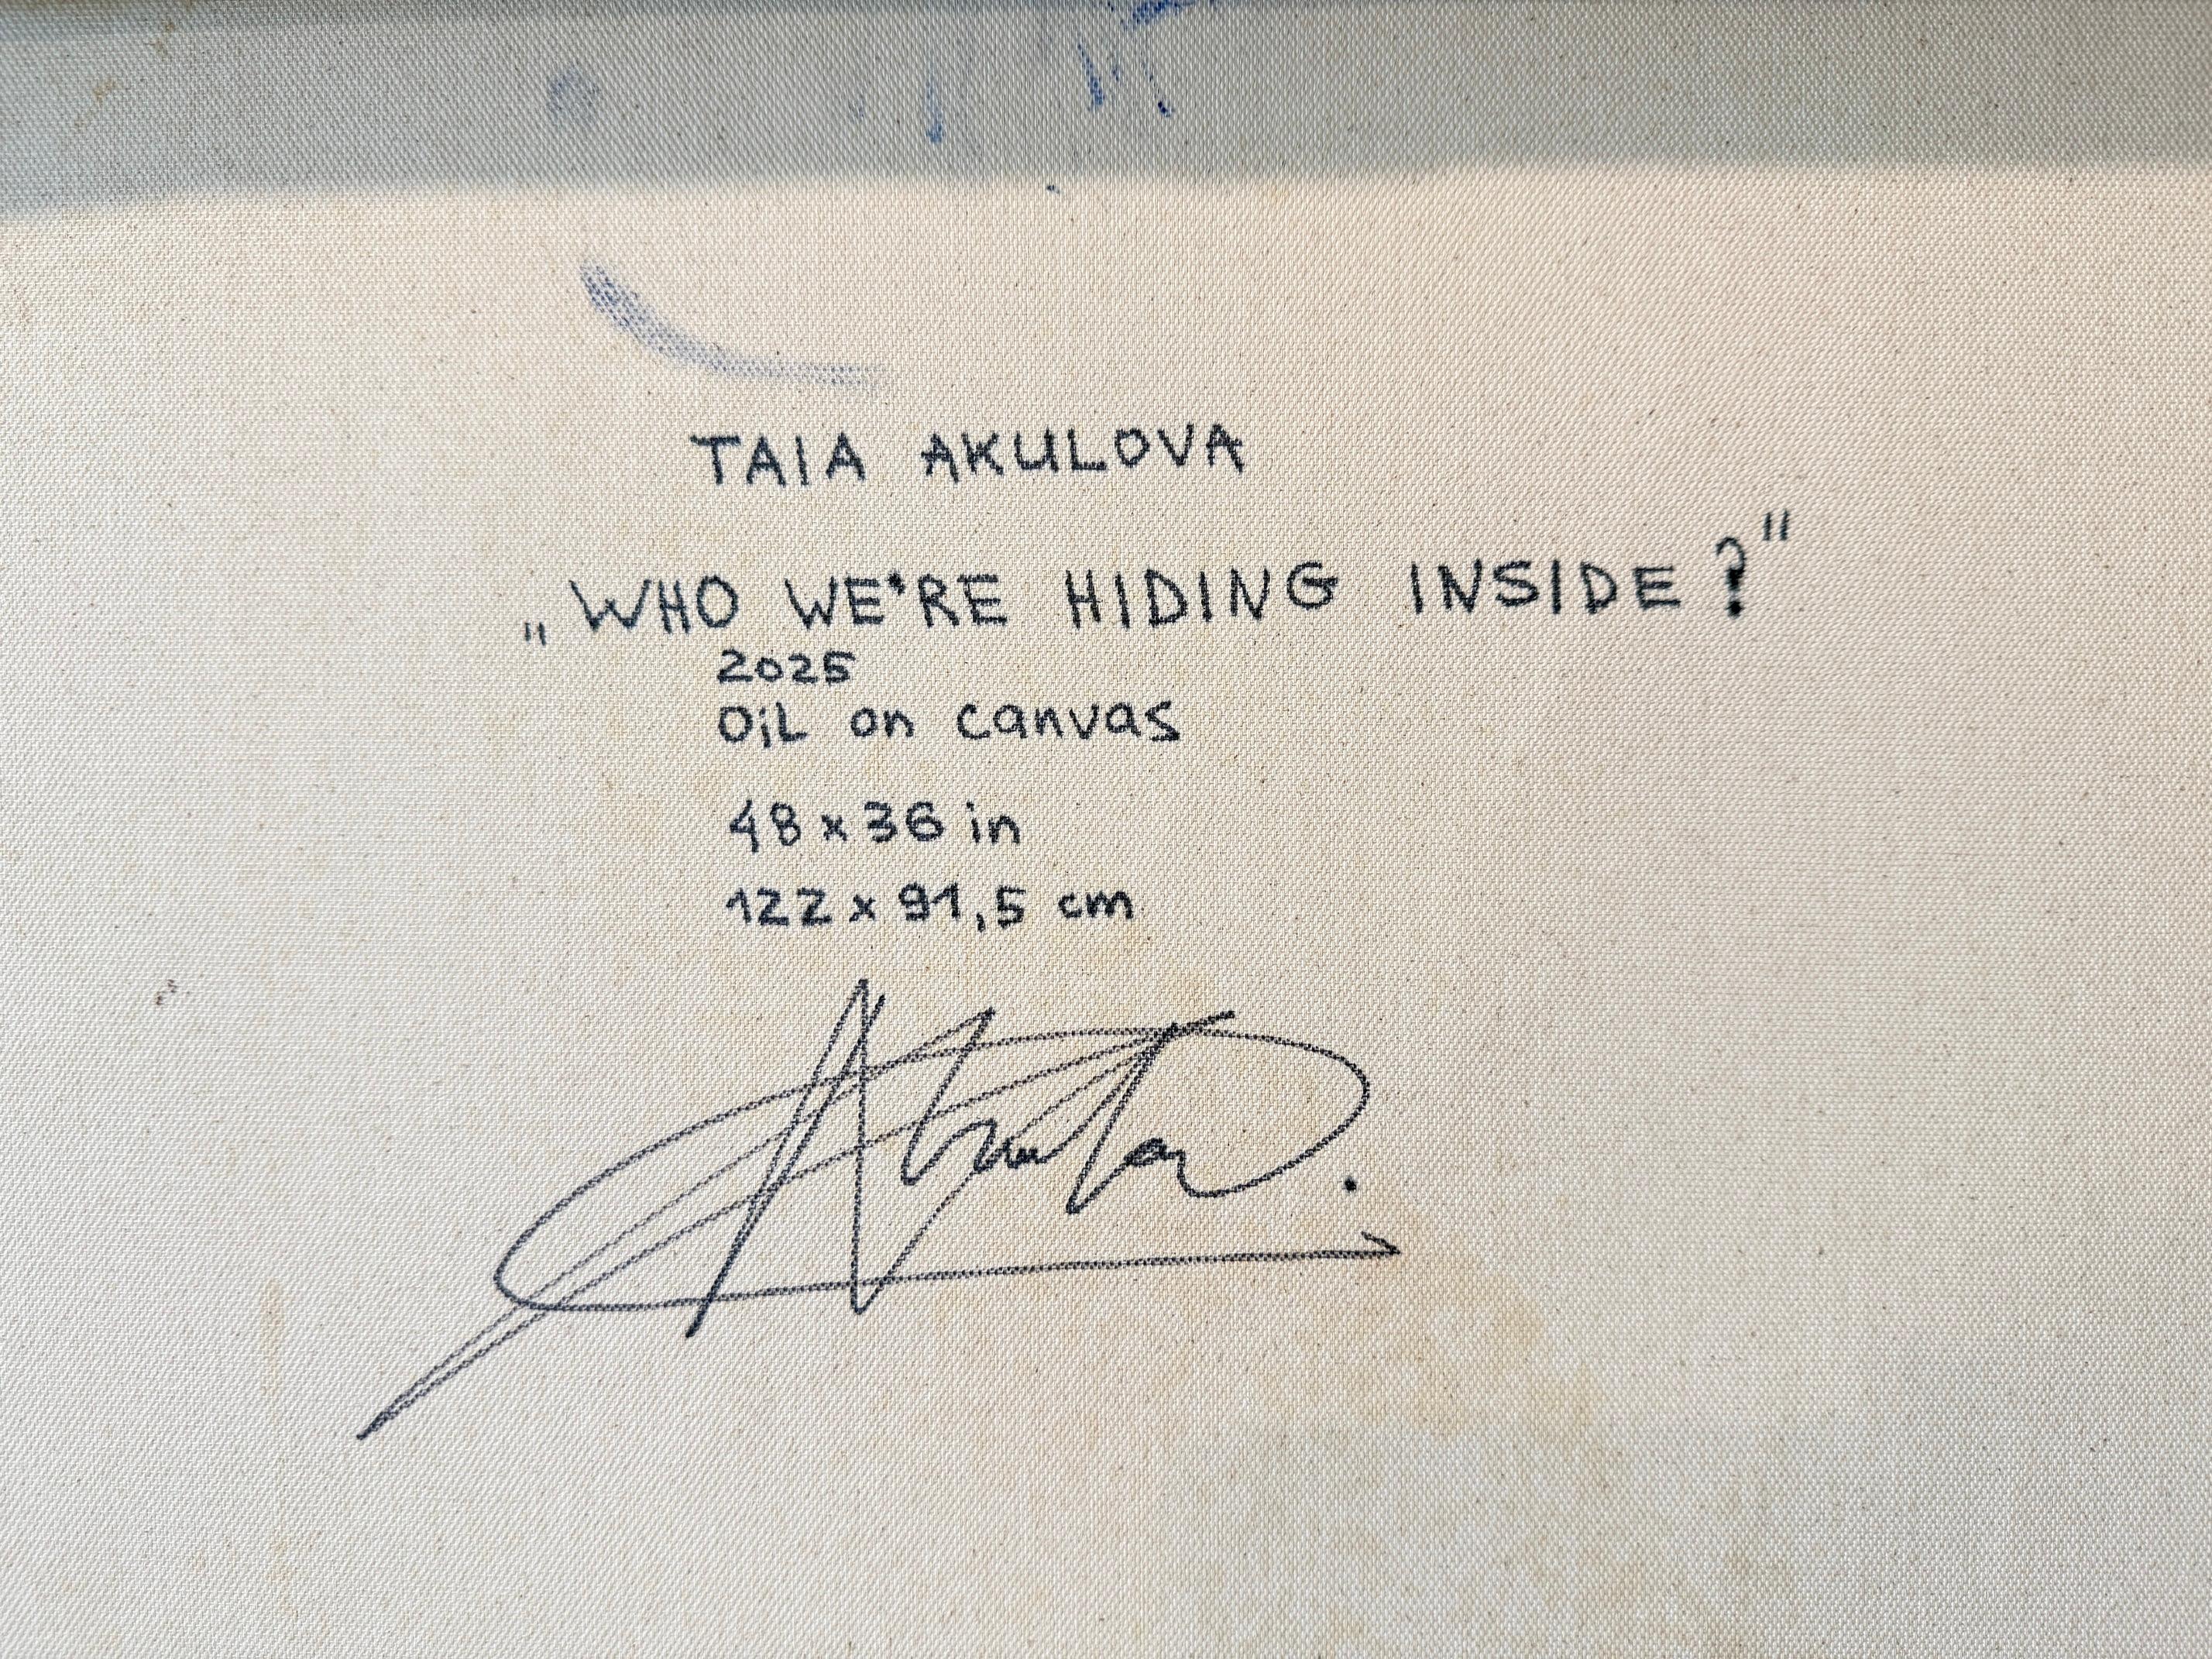 TAIA AKULOVA
„WHO WE'RE HIDING INSIDE?"
2025
OiL on canvas
48 x 36 in
122 x 91,5 cm